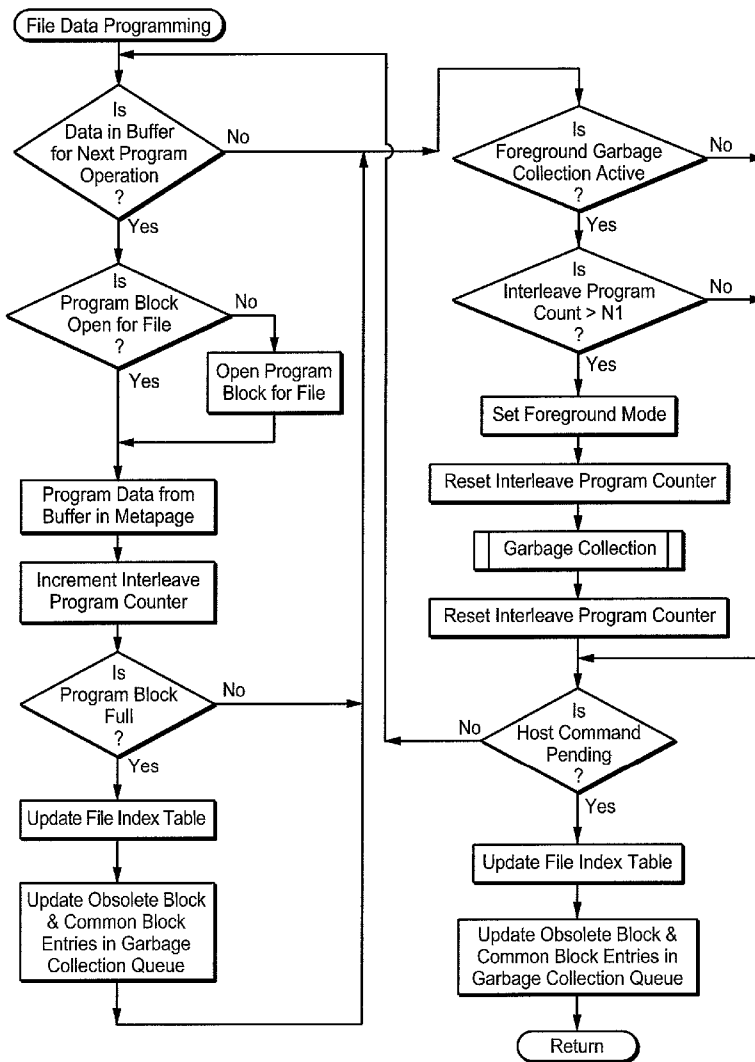 File Data Programming
Is
Data in Buffer
for Next Program
Operation
?
No
Yes
Is
Program Block
Open for File
?
No
Yes
Open Program
Block for File
Program Data from
Buffer in Metapage
Increment Interleave
Program Counter
Is
Program Block
Full
?
No
Yes
Update File Index Table
Update Obsolete Block
& Common Block
Entries in Garbage
Collection Queue
Is
Foreground Garbage
Collection Active
?
No
Yes
Is
Interleave Program
Count > N1
?
No
Yes
Set Foreground Mode
Reset Interleave Program Counter
Garbage Collection
Reset Interleave Program Counter
Is
Host Command
Pending
?
No
Yes
Update File Index Table
Update Obsolete Block &
Common Block Entries in
Garbage Collection Queue
Return